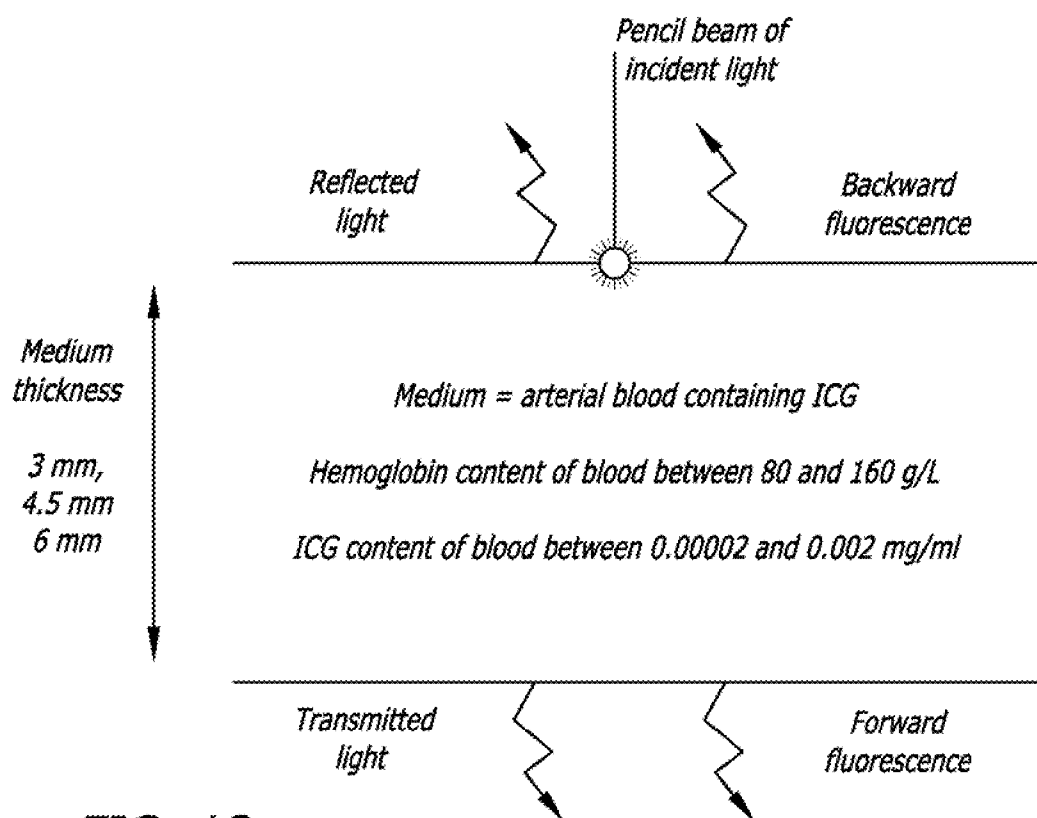 Pencil beam of
incident light
Reflected
light
Backward
fluorescence
Medium
thickness
3 mm,
4.5 mm
6 mm
Medium = arterial blood containing ICG
Hemoglobin content of blood between 80 and 160 g/L
ICG content of blood between 0.00002 and 0.002 mg/ml
Transmitted
light
Forward
fluorescence